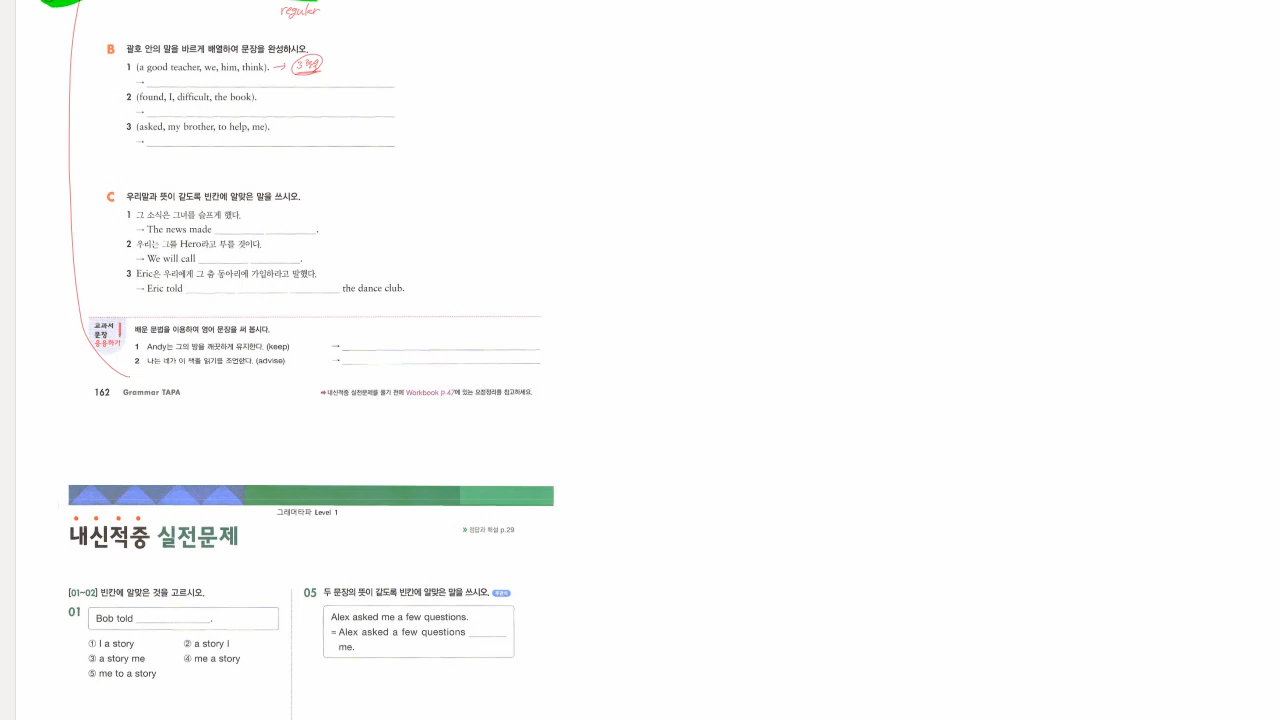 regular
B 괄호 안의 말을 바르게 배열하여 문장을 완성하시오.
1 (a good teacher, we, him, think). → 3형식
→
2 (found, I, difficult, the book).
→
3 (asked, my brother, to help, me).
→
C 우리말과 뜻이 같도록 빈칸에 알맞은 말을 쓰시오.
1 그 소식은 그녀를 슬프게 했다.
→ The news made ____ ____.
2 우리는 그를 Hero라고 부를 것이다.
→ We will call ____ ____.
3 Eric은 우리에게 그 춤 동아리에 가입하라고 말했다.
→ Eric told ____ the dance club.
교과서 문장 응용하기
배운 문법을 이용하여 영어 문장을 써 봅시다.
1 Andy는 그의 방을 깨끗하게 유지한다. (keep) →
2 나는 네가 이 책을 읽기를 조언한다. (advise) →
162 Grammar TAPA
➡ 내신적중 실전문제를 풀기 전에 Workbook p.47에 있는 요점정리를 참고하세요.
그래머타파 Level 1
내신적중 실전문제
» 정답과 해설 p.29
[01~02] 빈칸에 알맞은 것을 고르시오.
01
Bob told ____.
① I a story ② a story I
③ a story me ④ me a story
⑤ me to a story
05 두 문장의 뜻이 같도록 빈칸에 알맞은 말을 쓰시오.
Alex asked me a few questions.
= Alex asked a few questions ____
me.